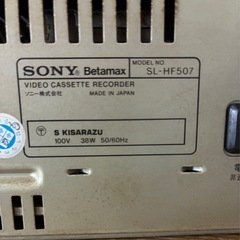 SONY Betamax MODEL NO
SL-HF507
VIDEO CASSETTE RECORDER
ソニー株式会社 MADE IN JAPAN
S KISARAZU
100V 38W 50/60Hz